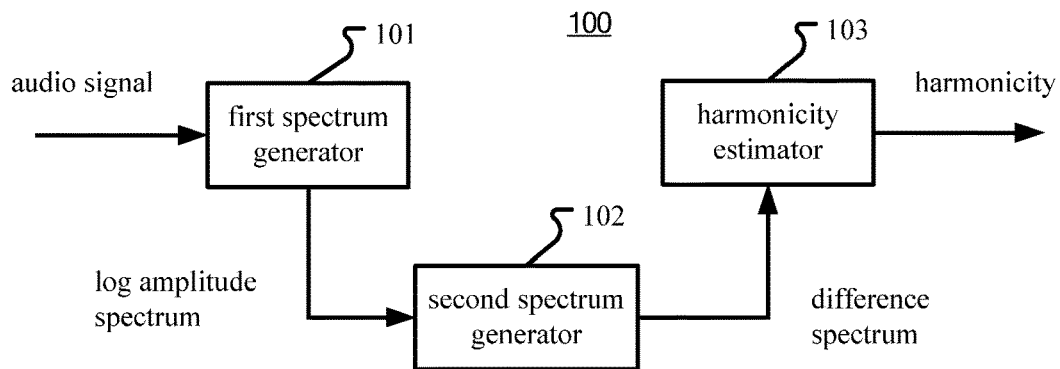 100
101
103
audio signal
harmonicity
first spectrum
generator
harmonicity
estimator
102
log amplitude
spectrum
second spectrum
generator
difference
spectrum